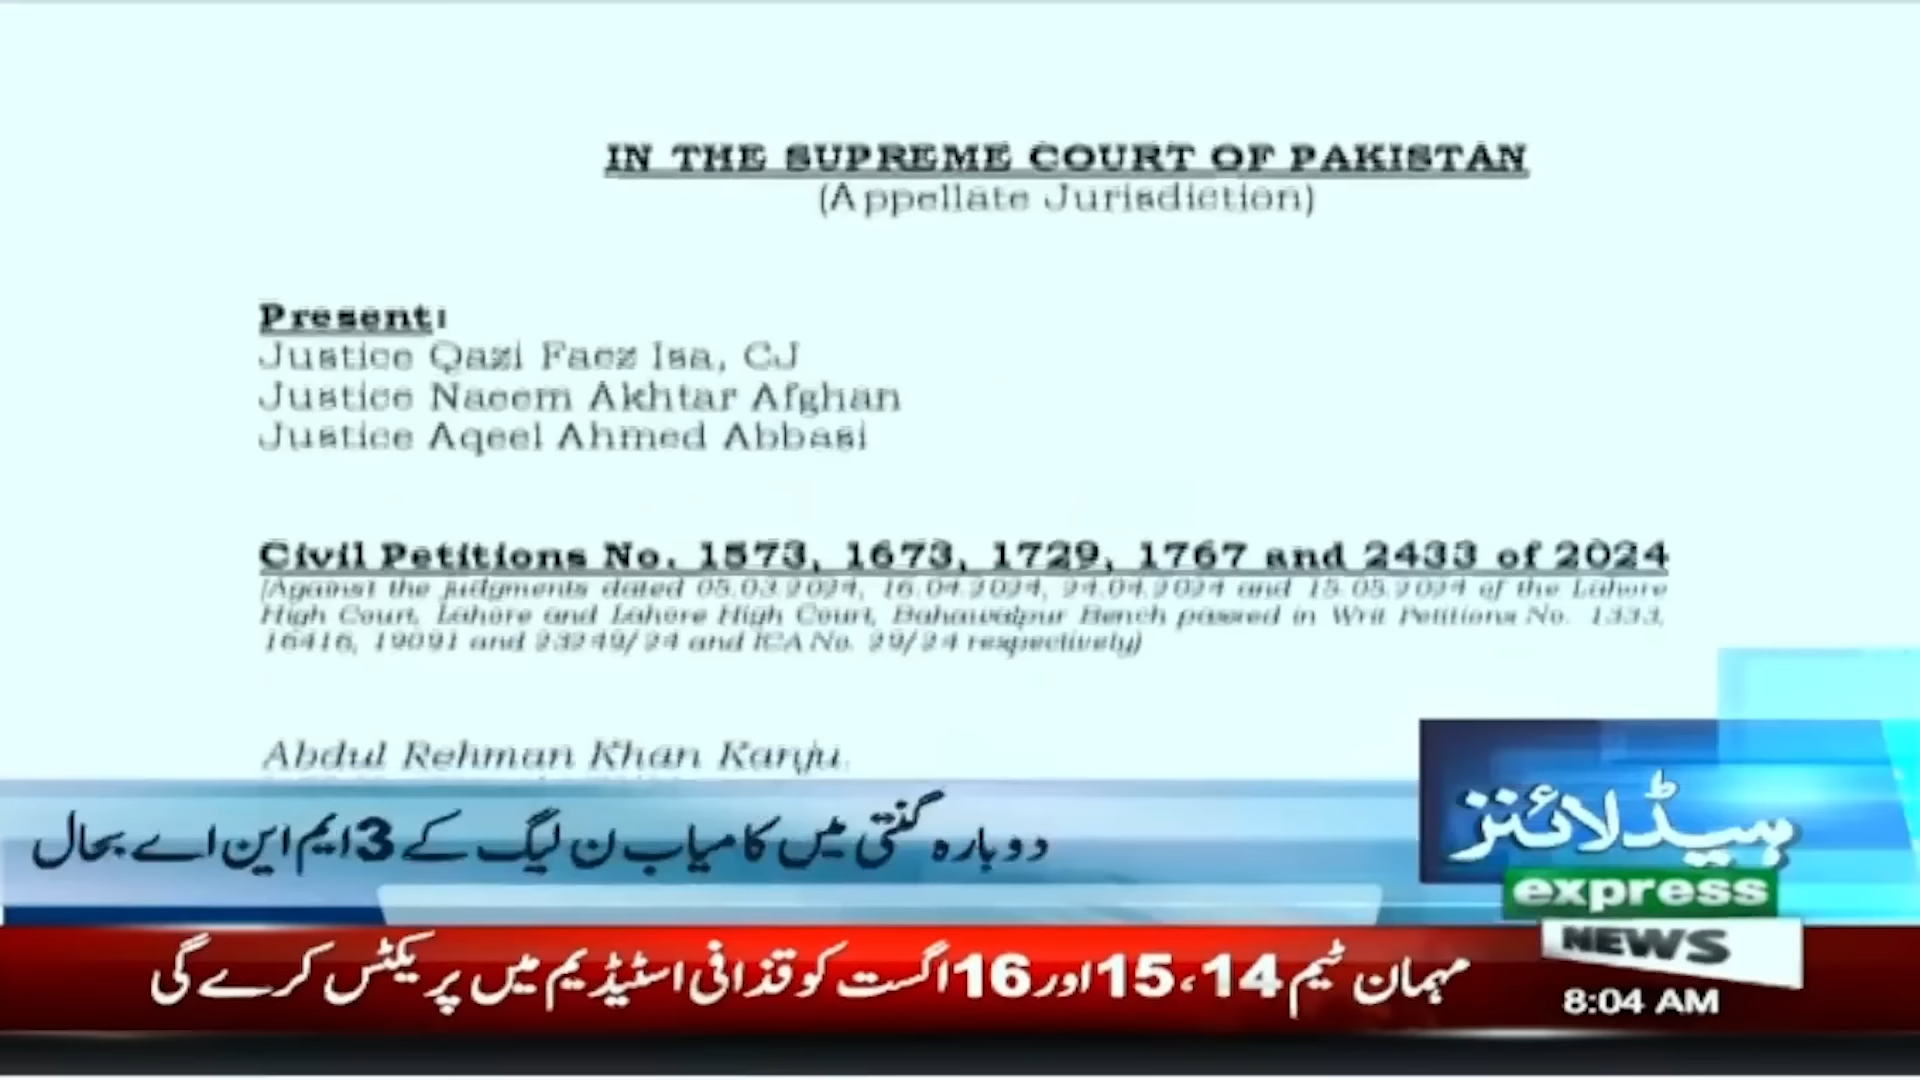 IN THE SUPREME COURT OF PAKISTAN
(Appellate Jurisdiction)
Present:
Justice Qazi Faez Isa, CJ
Justice Naeem Akhtar Afghan
Justice Aqeel Ahmed Abbasi
Civil Petitions No. 1573, 1673, 1729, 1767 and 2433 of 2024
(Against the judgments dated 05.03.2024, 16.04.2024, 24.04.2024 and 15.05.2024 of the Lahore
High Court, Lahore and Lahore High Court, Bahawalpur Bench passed in Writ Petitions No. 1333,
16416, 19091 and 23249/24 and ICA No. 29/24 respectively)
Abdul Rehman Khan Kanju.
ہیڈلائنز
دوبارہ گنتی میں کامیاب ن لیگ کے 3 ایم این اے بحال
express
NEWS
مہمان ٹیم 14، 15 اور 16 اگست کو قذافی اسٹیڈیم میں پریکٹس کرے گی
8:04 AM